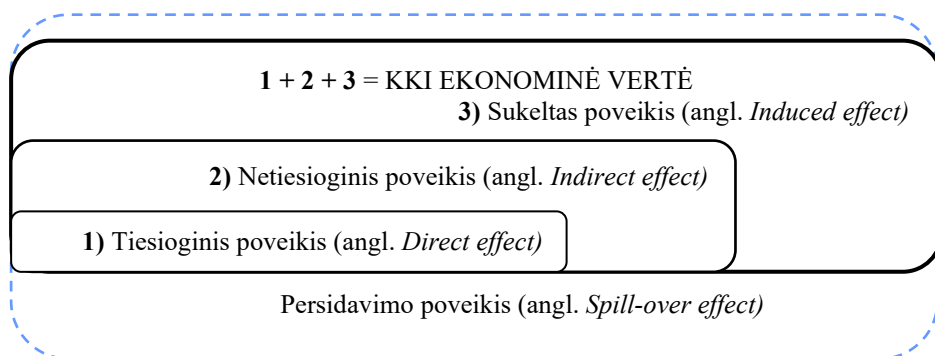 1 + 2 + 3 = KKI EKONOMINĖ VERTĖ
3) Sukeltas poveikis (angl. Induced effect)
2) Netiesioginis poveikis (angl. Indirect effect)
1) Tiesioginis poveikis (angl. Direct effect)
Persidavimo poveikis (angl. Spill-over effect)